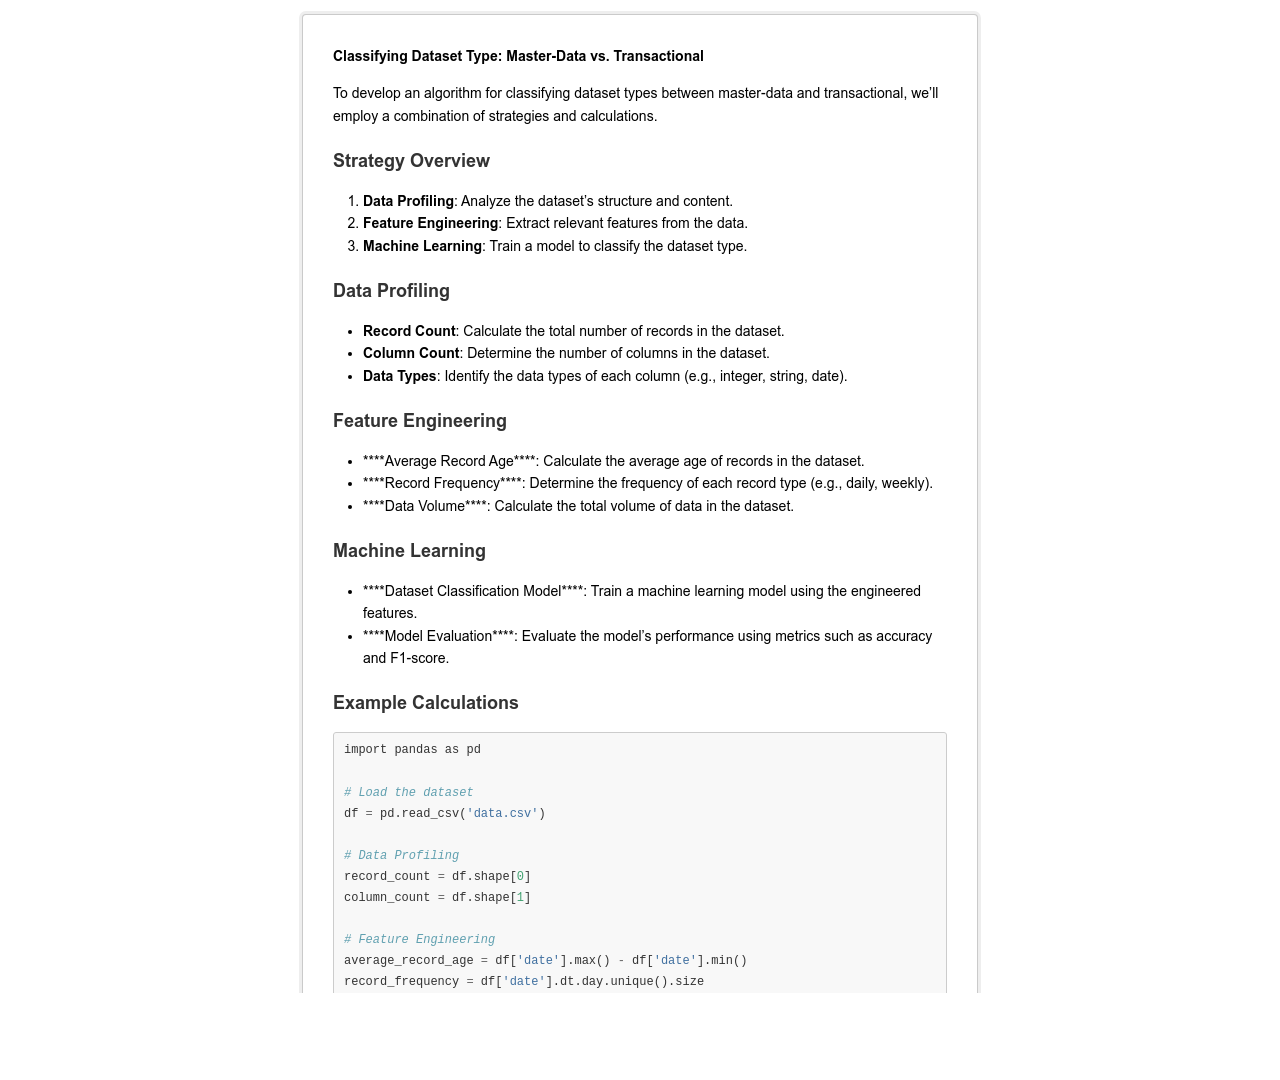 Classifying Dataset Type: Master-Data vs. Transactional
To develop an algorithm for classifying dataset types between master-data and transactional, we’ll
employ a combination of strategies and calculations.
Strategy Overview
1. Data Profiling: Analyze the dataset’s structure and content.
2. Feature Engineering: Extract relevant features from the data.
3. Machine Learning: Train a model to classify the dataset type.
Data Profiling
• Record Count: Calculate the total number of records in the dataset.
• Column Count: Determine the number of columns in the dataset.
• Data Types: Identify the data types of each column (e.g., integer, string, date).
Feature Engineering
• ****Average Record Age****: Calculate the average age of records in the dataset.
• ****Record Frequency****: Determine the frequency of each record type (e.g., daily, weekly).
• ****Data Volume****: Calculate the total volume of data in the dataset.
Machine Learning
• ****Dataset Classification Model****: Train a machine learning model using the engineered
features.
• ****Model Evaluation****: Evaluate the model’s performance using metrics such as accuracy
and F1-score.
Example Calculations
import pandas as pd
# Load the dataset
df = pd.read_csv('data.csv')
# Data Profiling
record_count = df.shape[0]
column_count = df.shape[1]
# Feature Engineering
average_record_age = df['date'].max() - df['date'].min()
record_frequency = df['date'].dt.day.unique().size